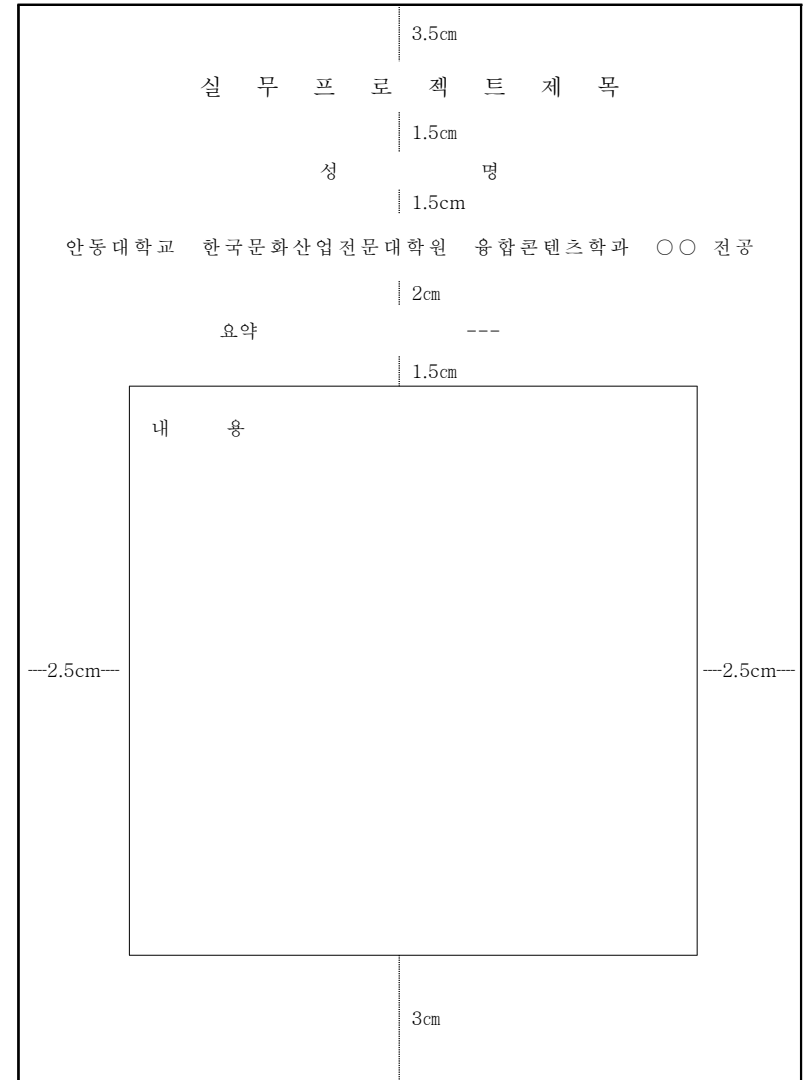 3.5㎝
실 무 프 로 젝 트 제 목
1.5㎝
성 명
1.5cm
안동대학교 한국문화산업전문대학원 융합콘텐츠학과 ○○ 전공
2㎝
요약 ---
1.5㎝
내 용
----2.5cm---- ----2.5cm----
3㎝